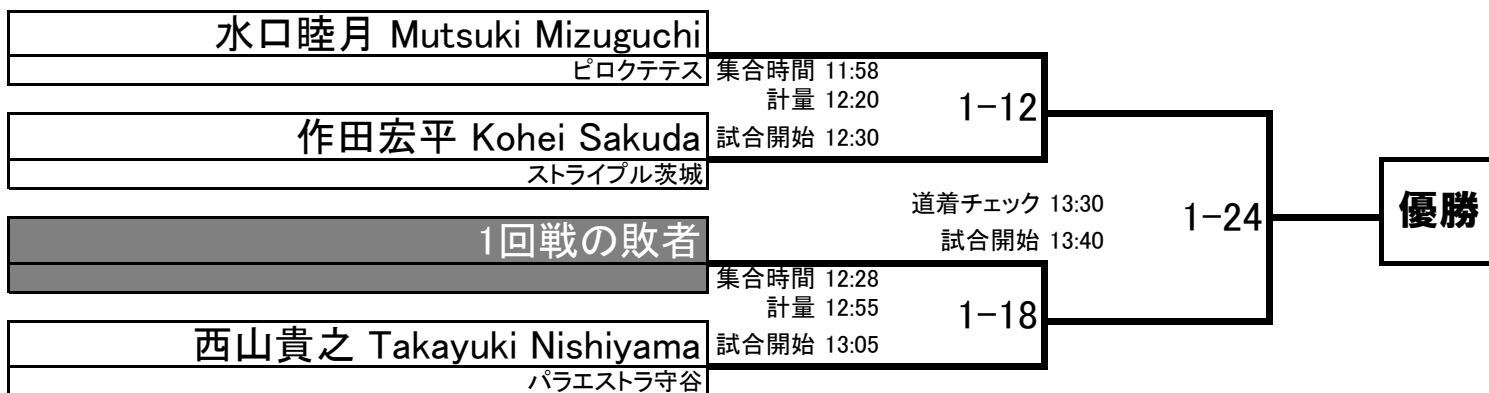 水口睦月 Mutsuki Mizuguchi
ピロクテテス
集合時間 11:58
計量 12:20
1-12
作田宏平 Kohei Sakuda
試合開始 12:30
ストライプル茨城
道着チェック 13:30
試合開始 13:40
1-24
優勝
1回戦の敗者
集合時間 12:28
計量 12:55
1-18
西山貴之 Takayuki Nishiyama
試合開始 13:05
パラエストラ守谷